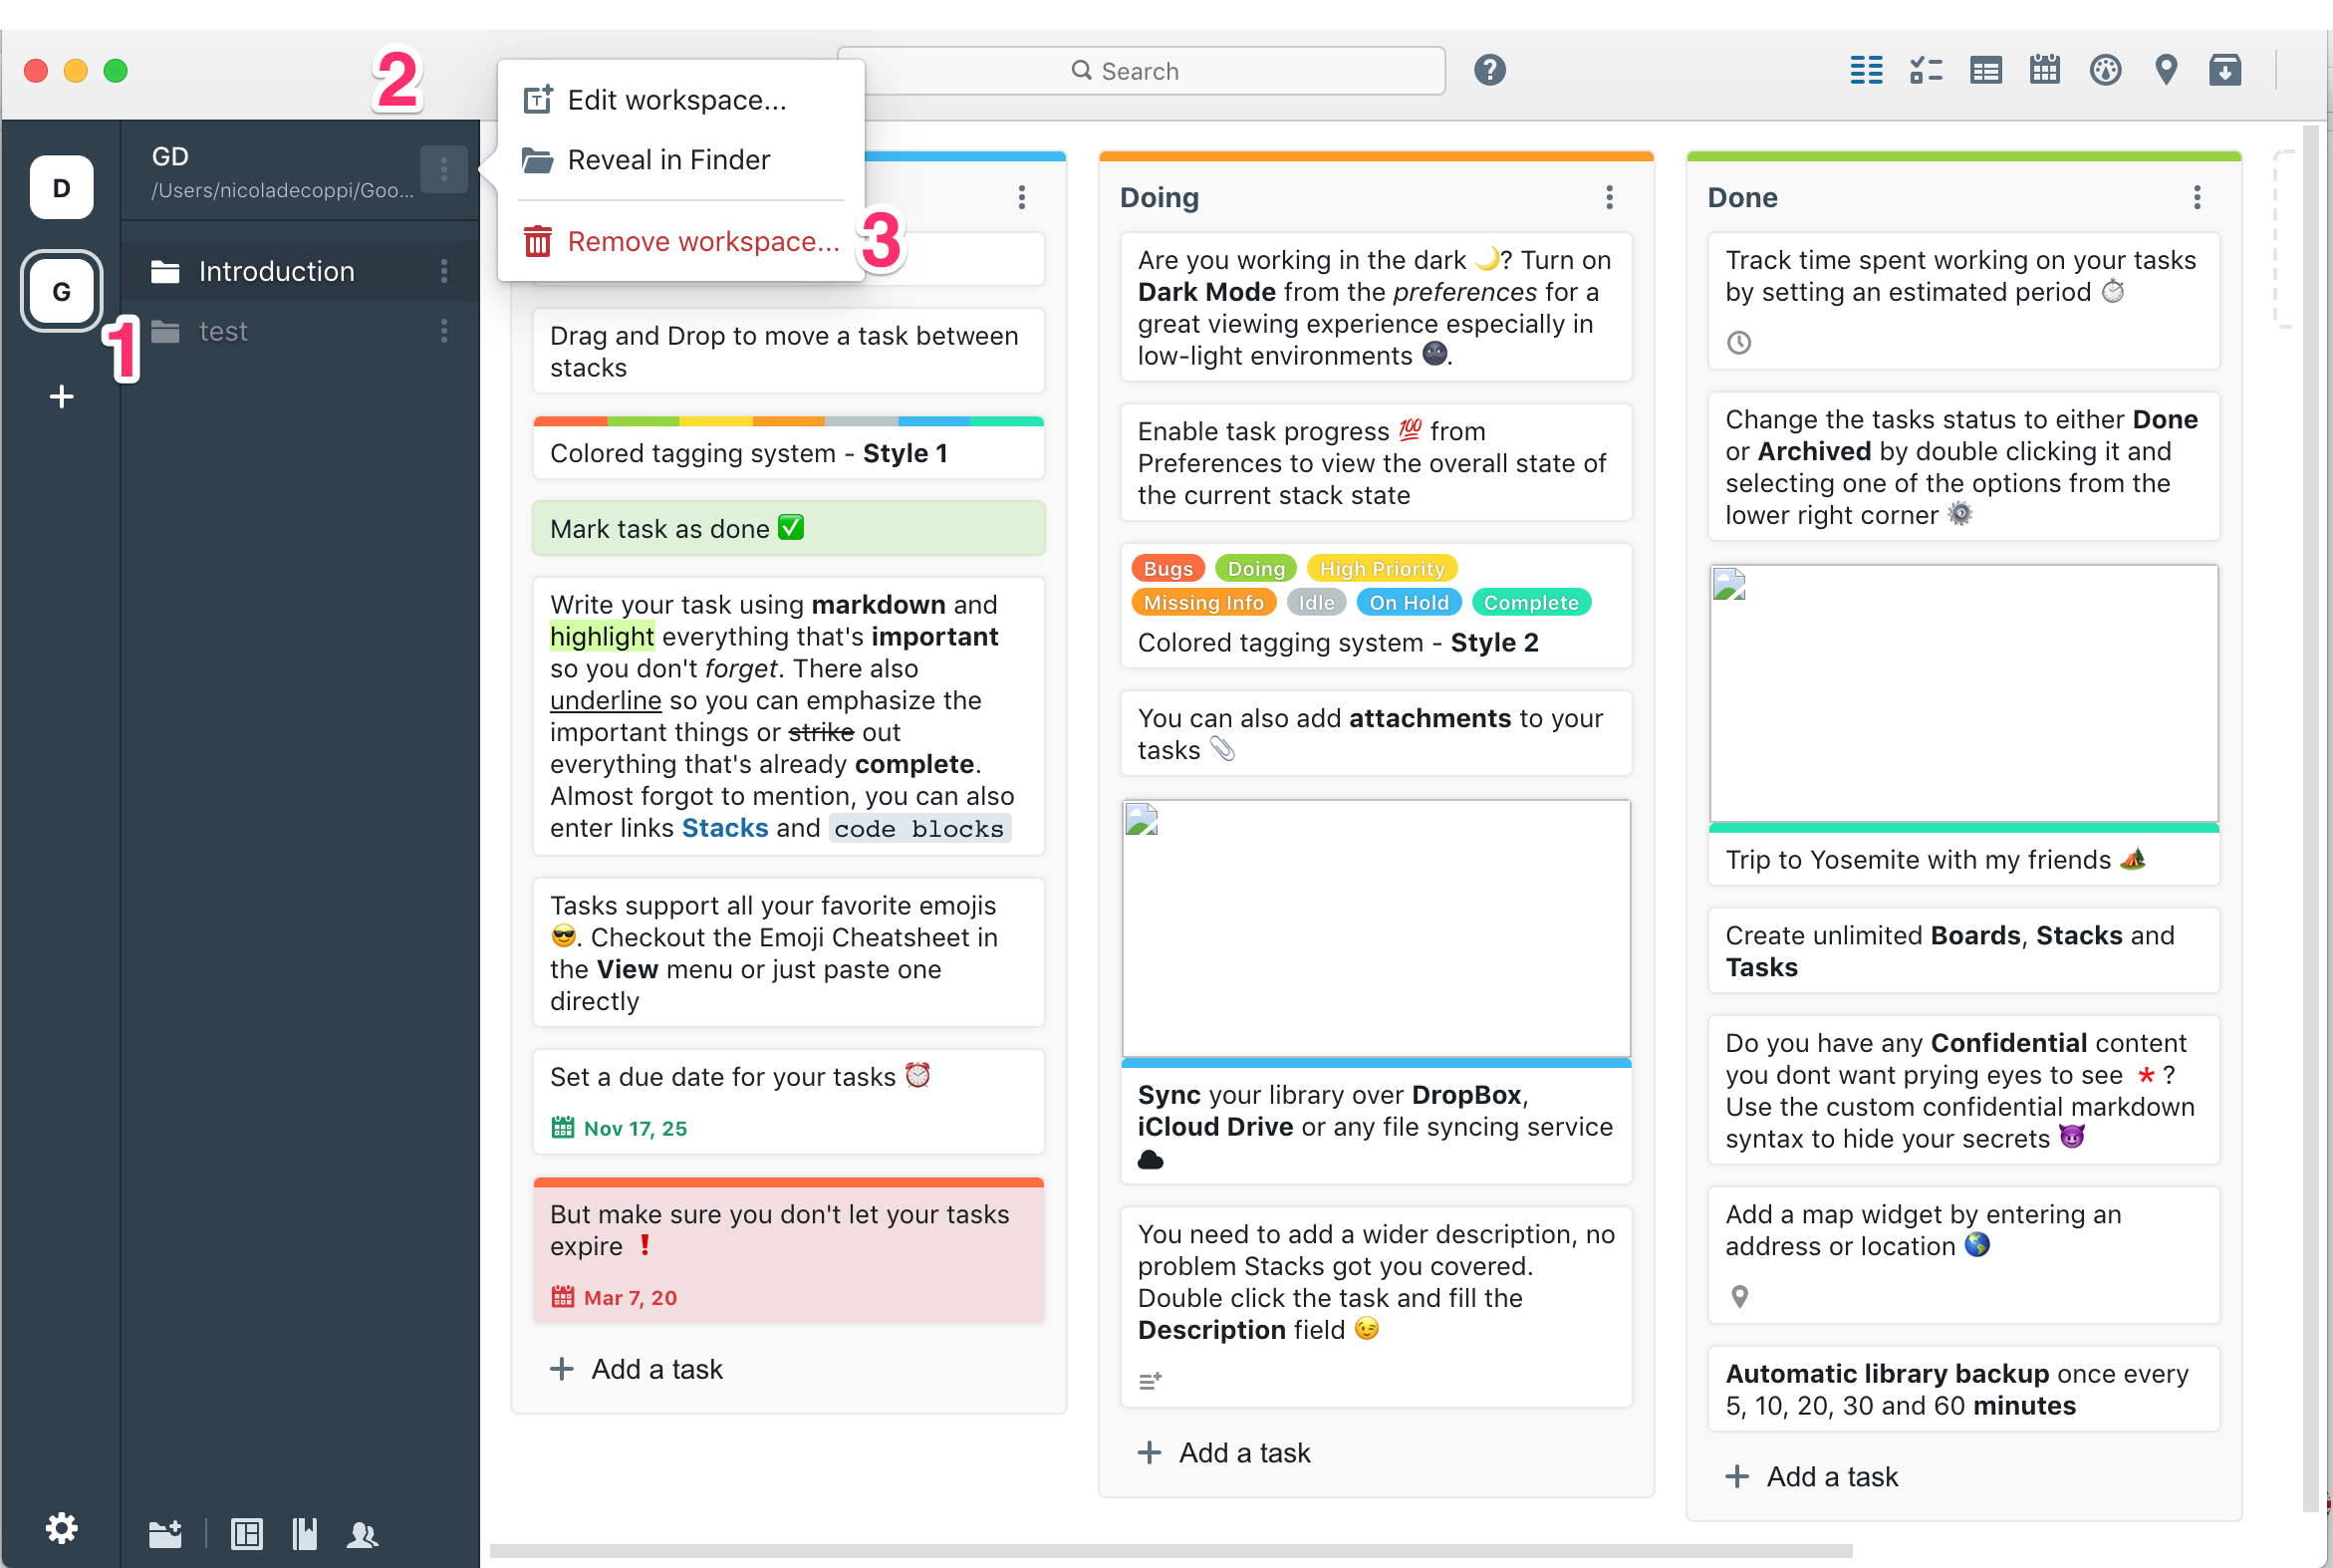 2
Search
?
Edit workspace...
Reveal in Finder
Remove workspace...
3
D
G
1
GD
/Users/nicoladecoppi/Goo...
Introduction
test
Drag and Drop to move a task between
stacks
Colored tagging system - Style 1
Mark task as done ✅
Write your task using markdown and
highlight everything that's important
so you don't forget. There also
underline so you can emphasize the
important things or strike out
everything that's already complete.
Almost forgot to mention, you can also
enter links Stacks and code blocks
Tasks support all your favorite emojis
😎. Checkout the Emoji Cheatsheet in
the View menu or just paste one
directly
Set a due date for your tasks ⏰
Nov 17, 25
But make sure you don't let your tasks
expire ❗
Mar 7, 20
+ Add a task
Doing
Are you working in the dark 🌙? Turn on
Dark Mode from the preferences for a
great viewing experience especially in
low-light environments 🌚.
Enable task progress 💯 from
Preferences to view the overall state of
the current stack state
Bugs Doing High Priority
Missing Info Idle On Hold Complete
Colored tagging system - Style 2
You can also add attachments to your
tasks 📎
Sync your library over DropBox,
iCloud Drive or any file syncing service
☁
You need to add a wider description, no
problem Stacks got you covered.
Double click the task and fill the
Description field 😉
+ Add a task
Done
Track time spent working on your tasks
by setting an estimated period ⏱
Change the tasks status to either Done
or Archived by double clicking it and
selecting one of the options from the
lower right corner ⚙
Trip to Yosemite with my friends 🏕
Create unlimited Boards, Stacks and
Tasks
Do you have any Confidential content
you dont want prying eyes to see *?
Use the custom confidential markdown
syntax to hide your secrets 😈
Add a map widget by entering an
address or location 🌎
Automatic library backup once every
5, 10, 20, 30 and 60 minutes
+ Add a task